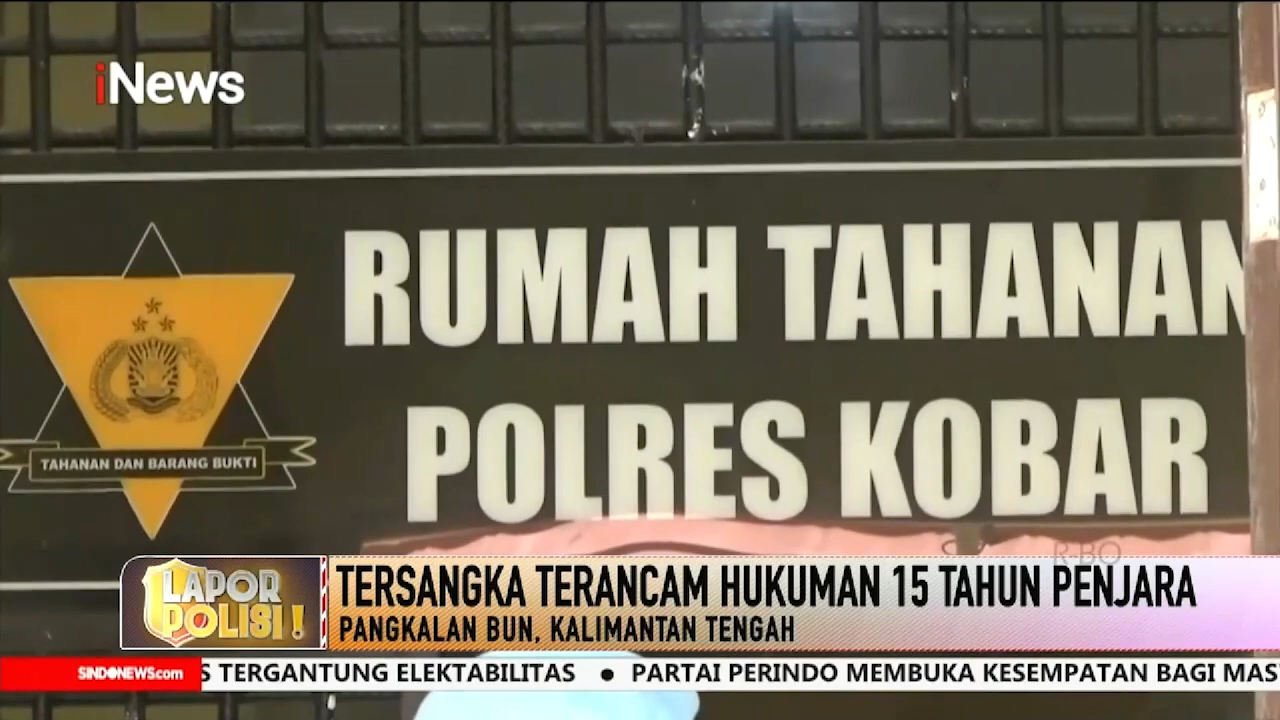 iNews
RUMAH TAHANAN
POLRES KOBAR
TAHANAN DAN BARANG BUKTI
LAPOR
POLISI!
TERSANGKA TERANCAM HUKUMAN 15 TAHUN PENJARA
PANGKALAN BUN, KALIMANTAN TENGAH
SINDONEWS.com
S TERGANTUNG ELEKTABILITAS ● PARTAI PERINDO MEMBUKA KESEMPATAN BAGI MAS